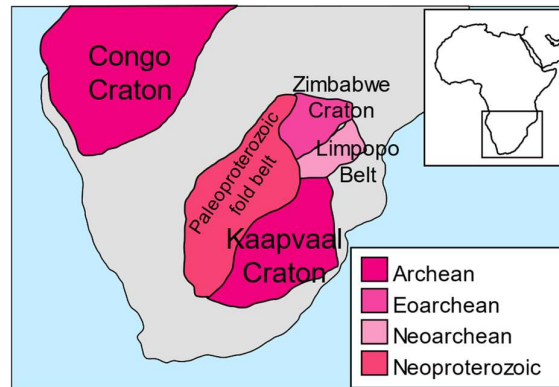 Congo
Craton
Zimbabwe
Craton
Limpopo
Belt
Paleoproterozoic
fold belt
Kaapvaal
Craton
Archean
Eoarchean
Neoarchean
Neoproterozoic